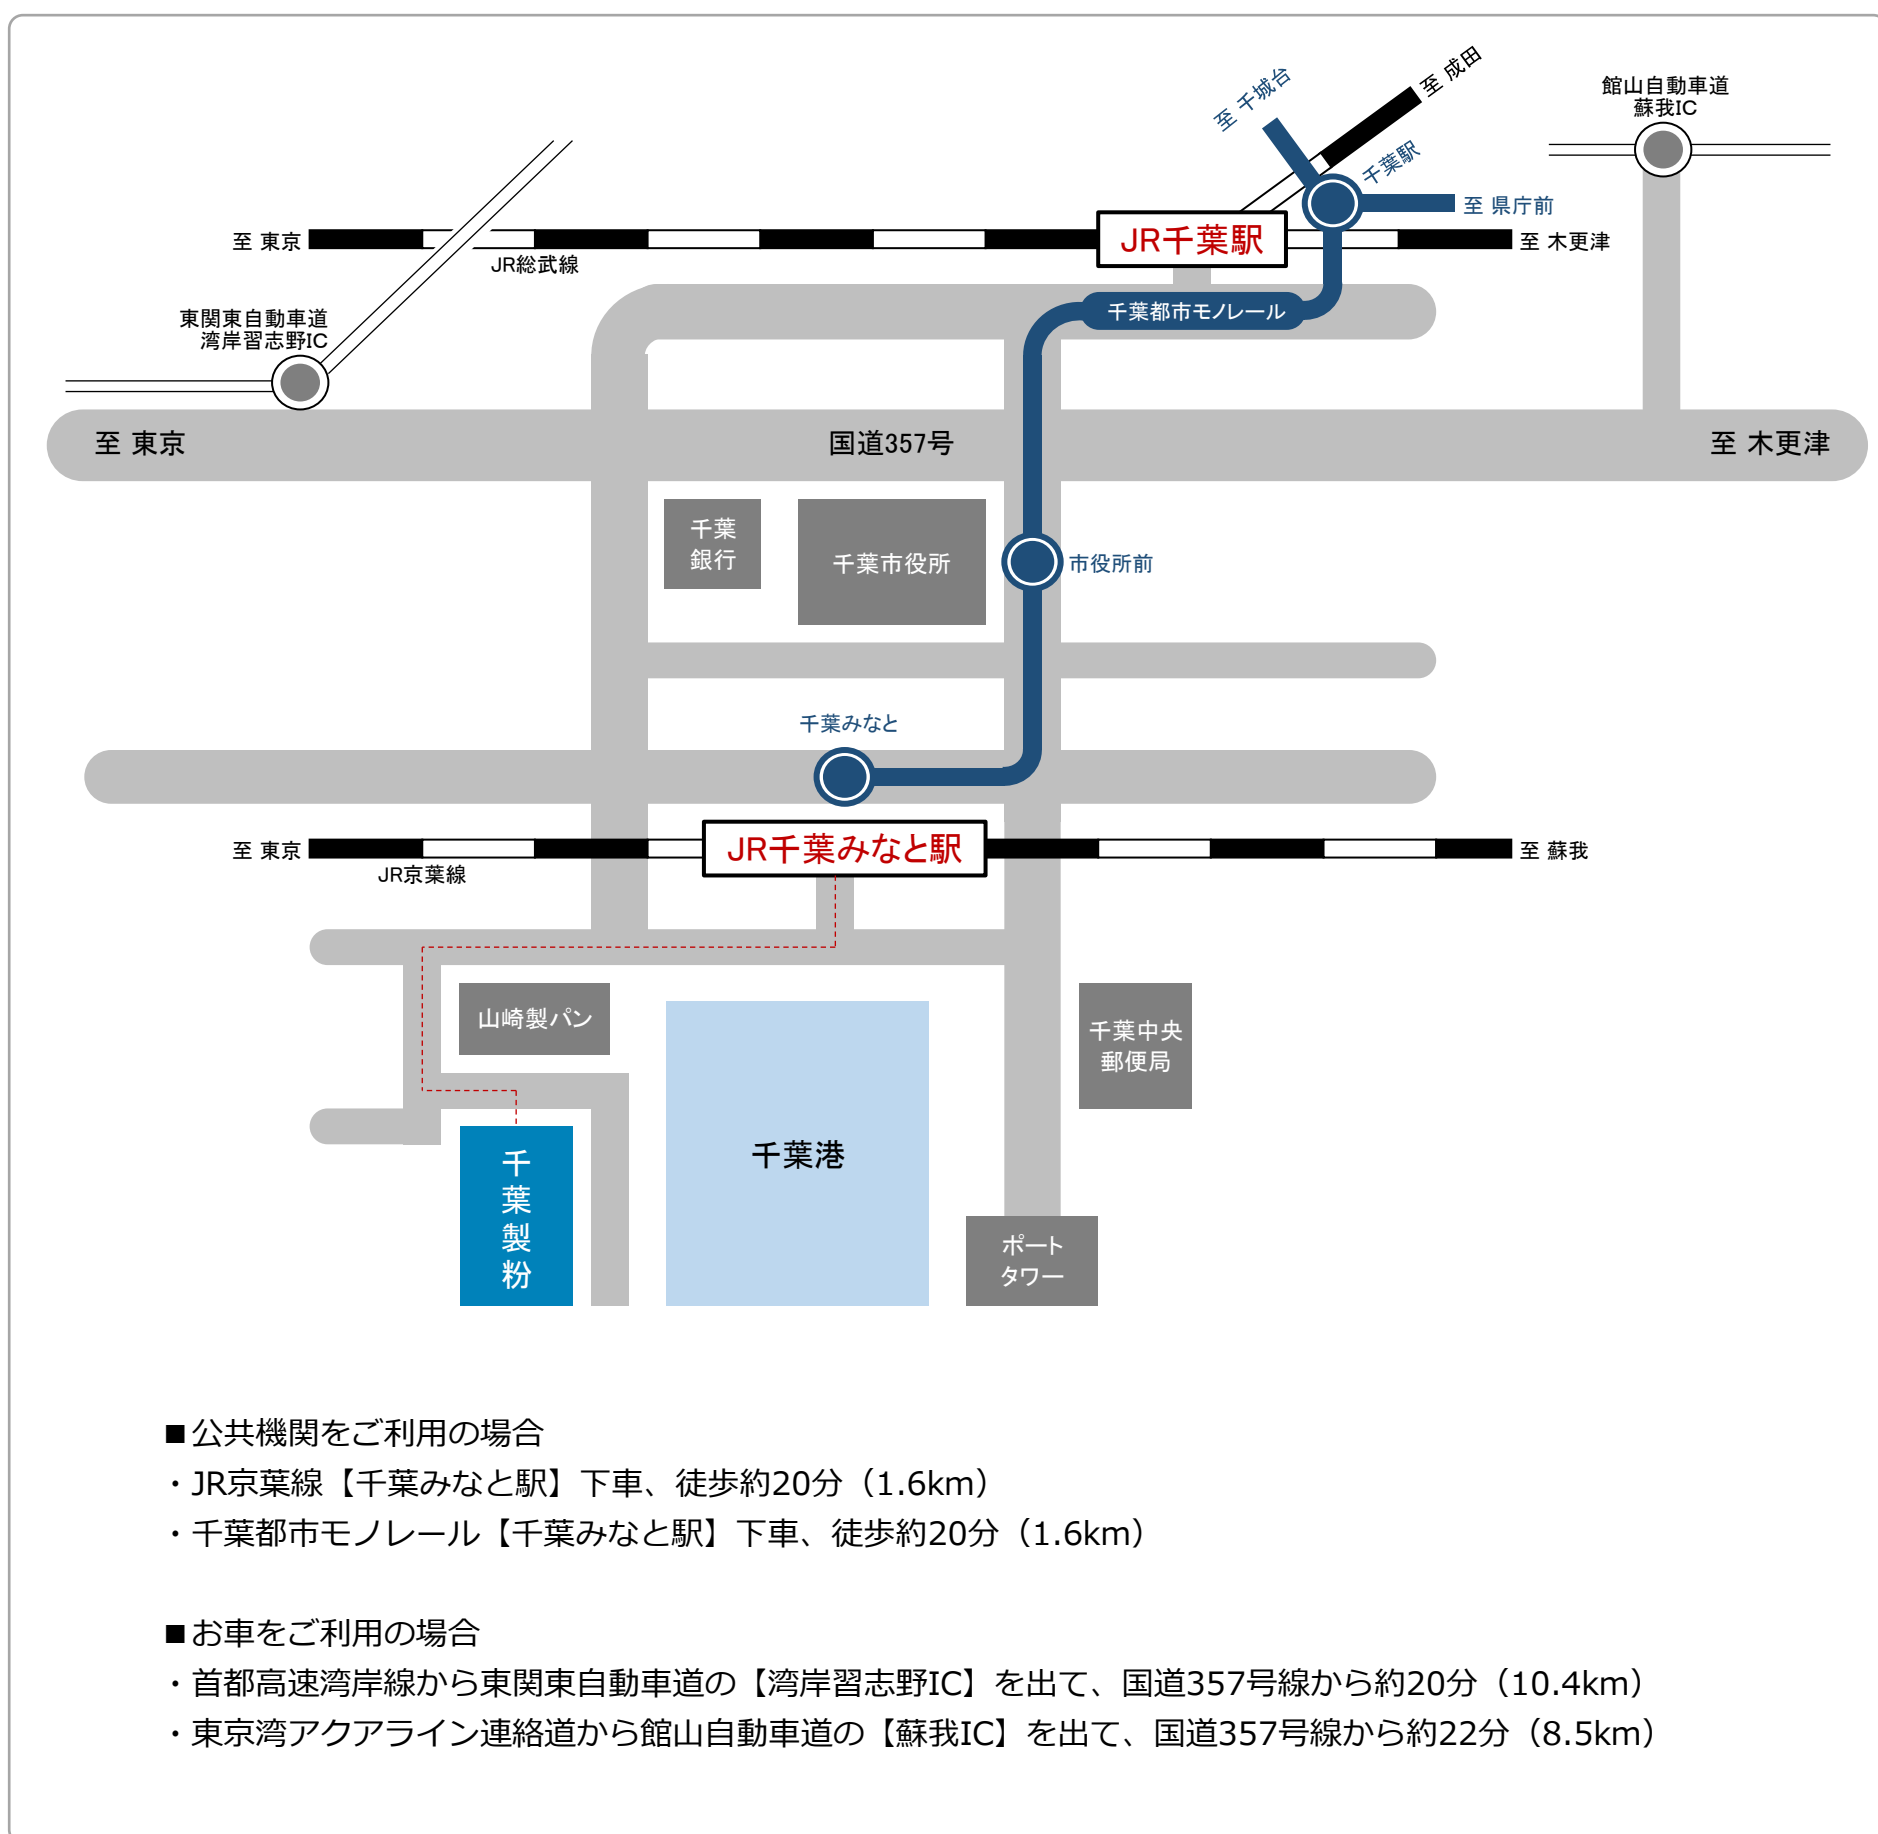 至 成田
至 千城台
館山自動車道
蘇我IC
千葉駅
至 県庁前
至 東京
JR千葉駅
至 木更津
JR総武線
千葉都市モノレール
東関東自動車道
湾岸習志野IC
至 東京
国道357号
至 木更津
千葉
銀行
千葉市役所
市役所前
千葉みなと
至 東京
JR千葉みなと駅
至 蘇我
JR京葉線
山崎製パン
千葉中央
郵便局
千葉港
千葉製粉
ポート
タワー
■公共機関をご利用の場合
・JR京葉線【千葉みなと駅】下車、徒歩約20分（1.6km）
・千葉都市モノレール【千葉みなと駅】下車、徒歩約20分（1.6km）
■お車をご利用の場合
・首都高速湾岸線から東関東自動車道の【湾岸習志野IC】を出て、国道357号線から約20分（10.4km）
・東京湾アクアライン連絡道から館山自動車道の【蘇我IC】を出て、国道357号線から約22分（8.5km）